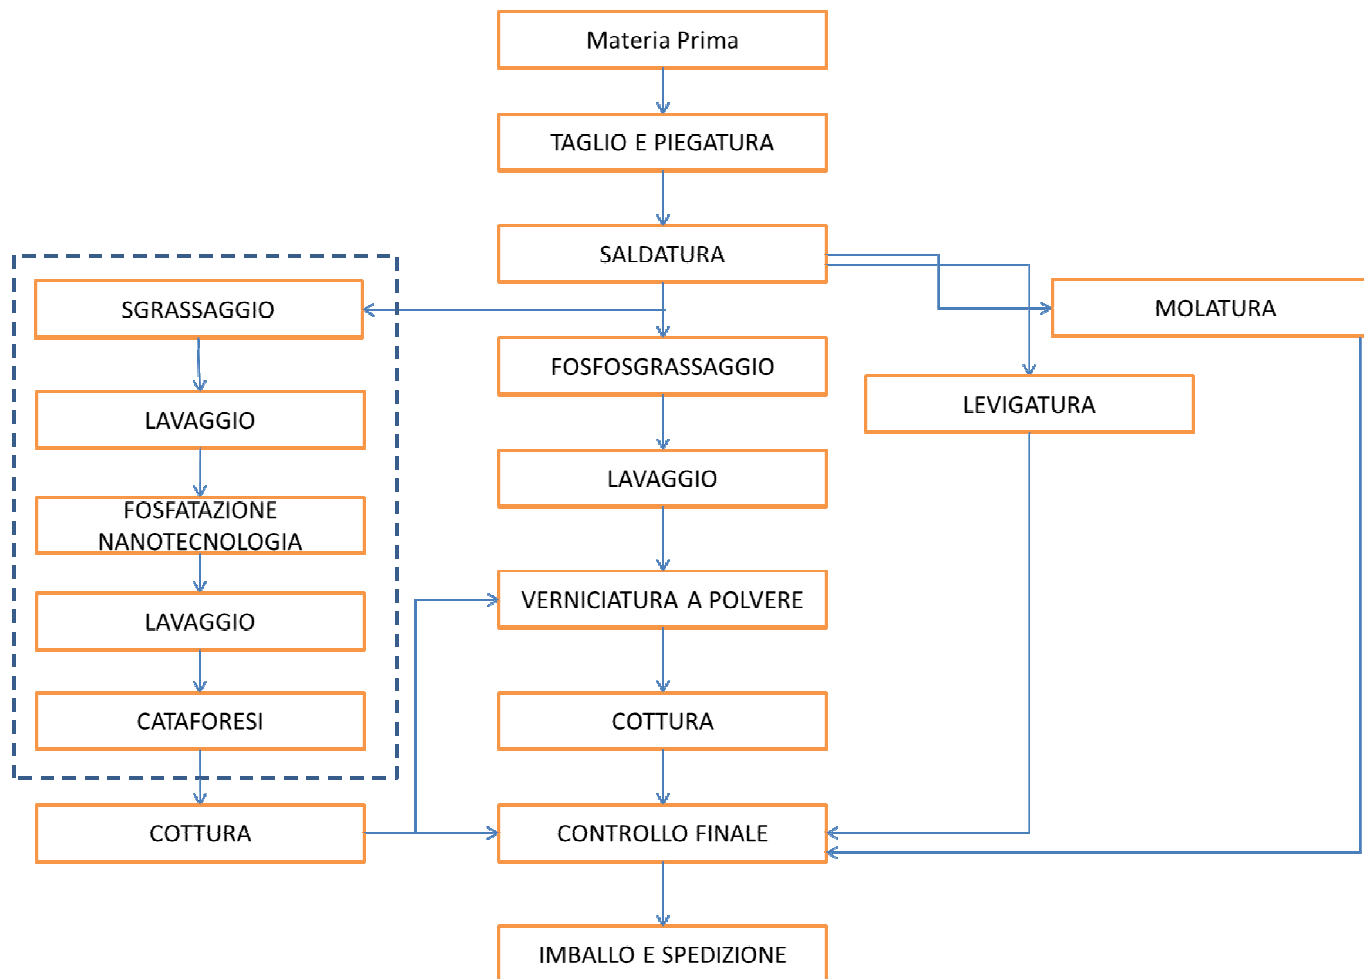 Materia Prima
TAGLIO E PIEGATURA
SALDATURA
SGRASSAGGIO
MOLATURA
FOSFOSGRASSAGGIO
LEVIGATURA
LAVAGGIO
LAVAGGIO
FOSFATAZIONE
NANOTECNOLOGIA
VERNICIATURA A POLVERE
LAVAGGIO
CATAFORESI
COTTURA
COTTURA
CONTROLLO FINALE
IMBALLO E SPEDIZIONE